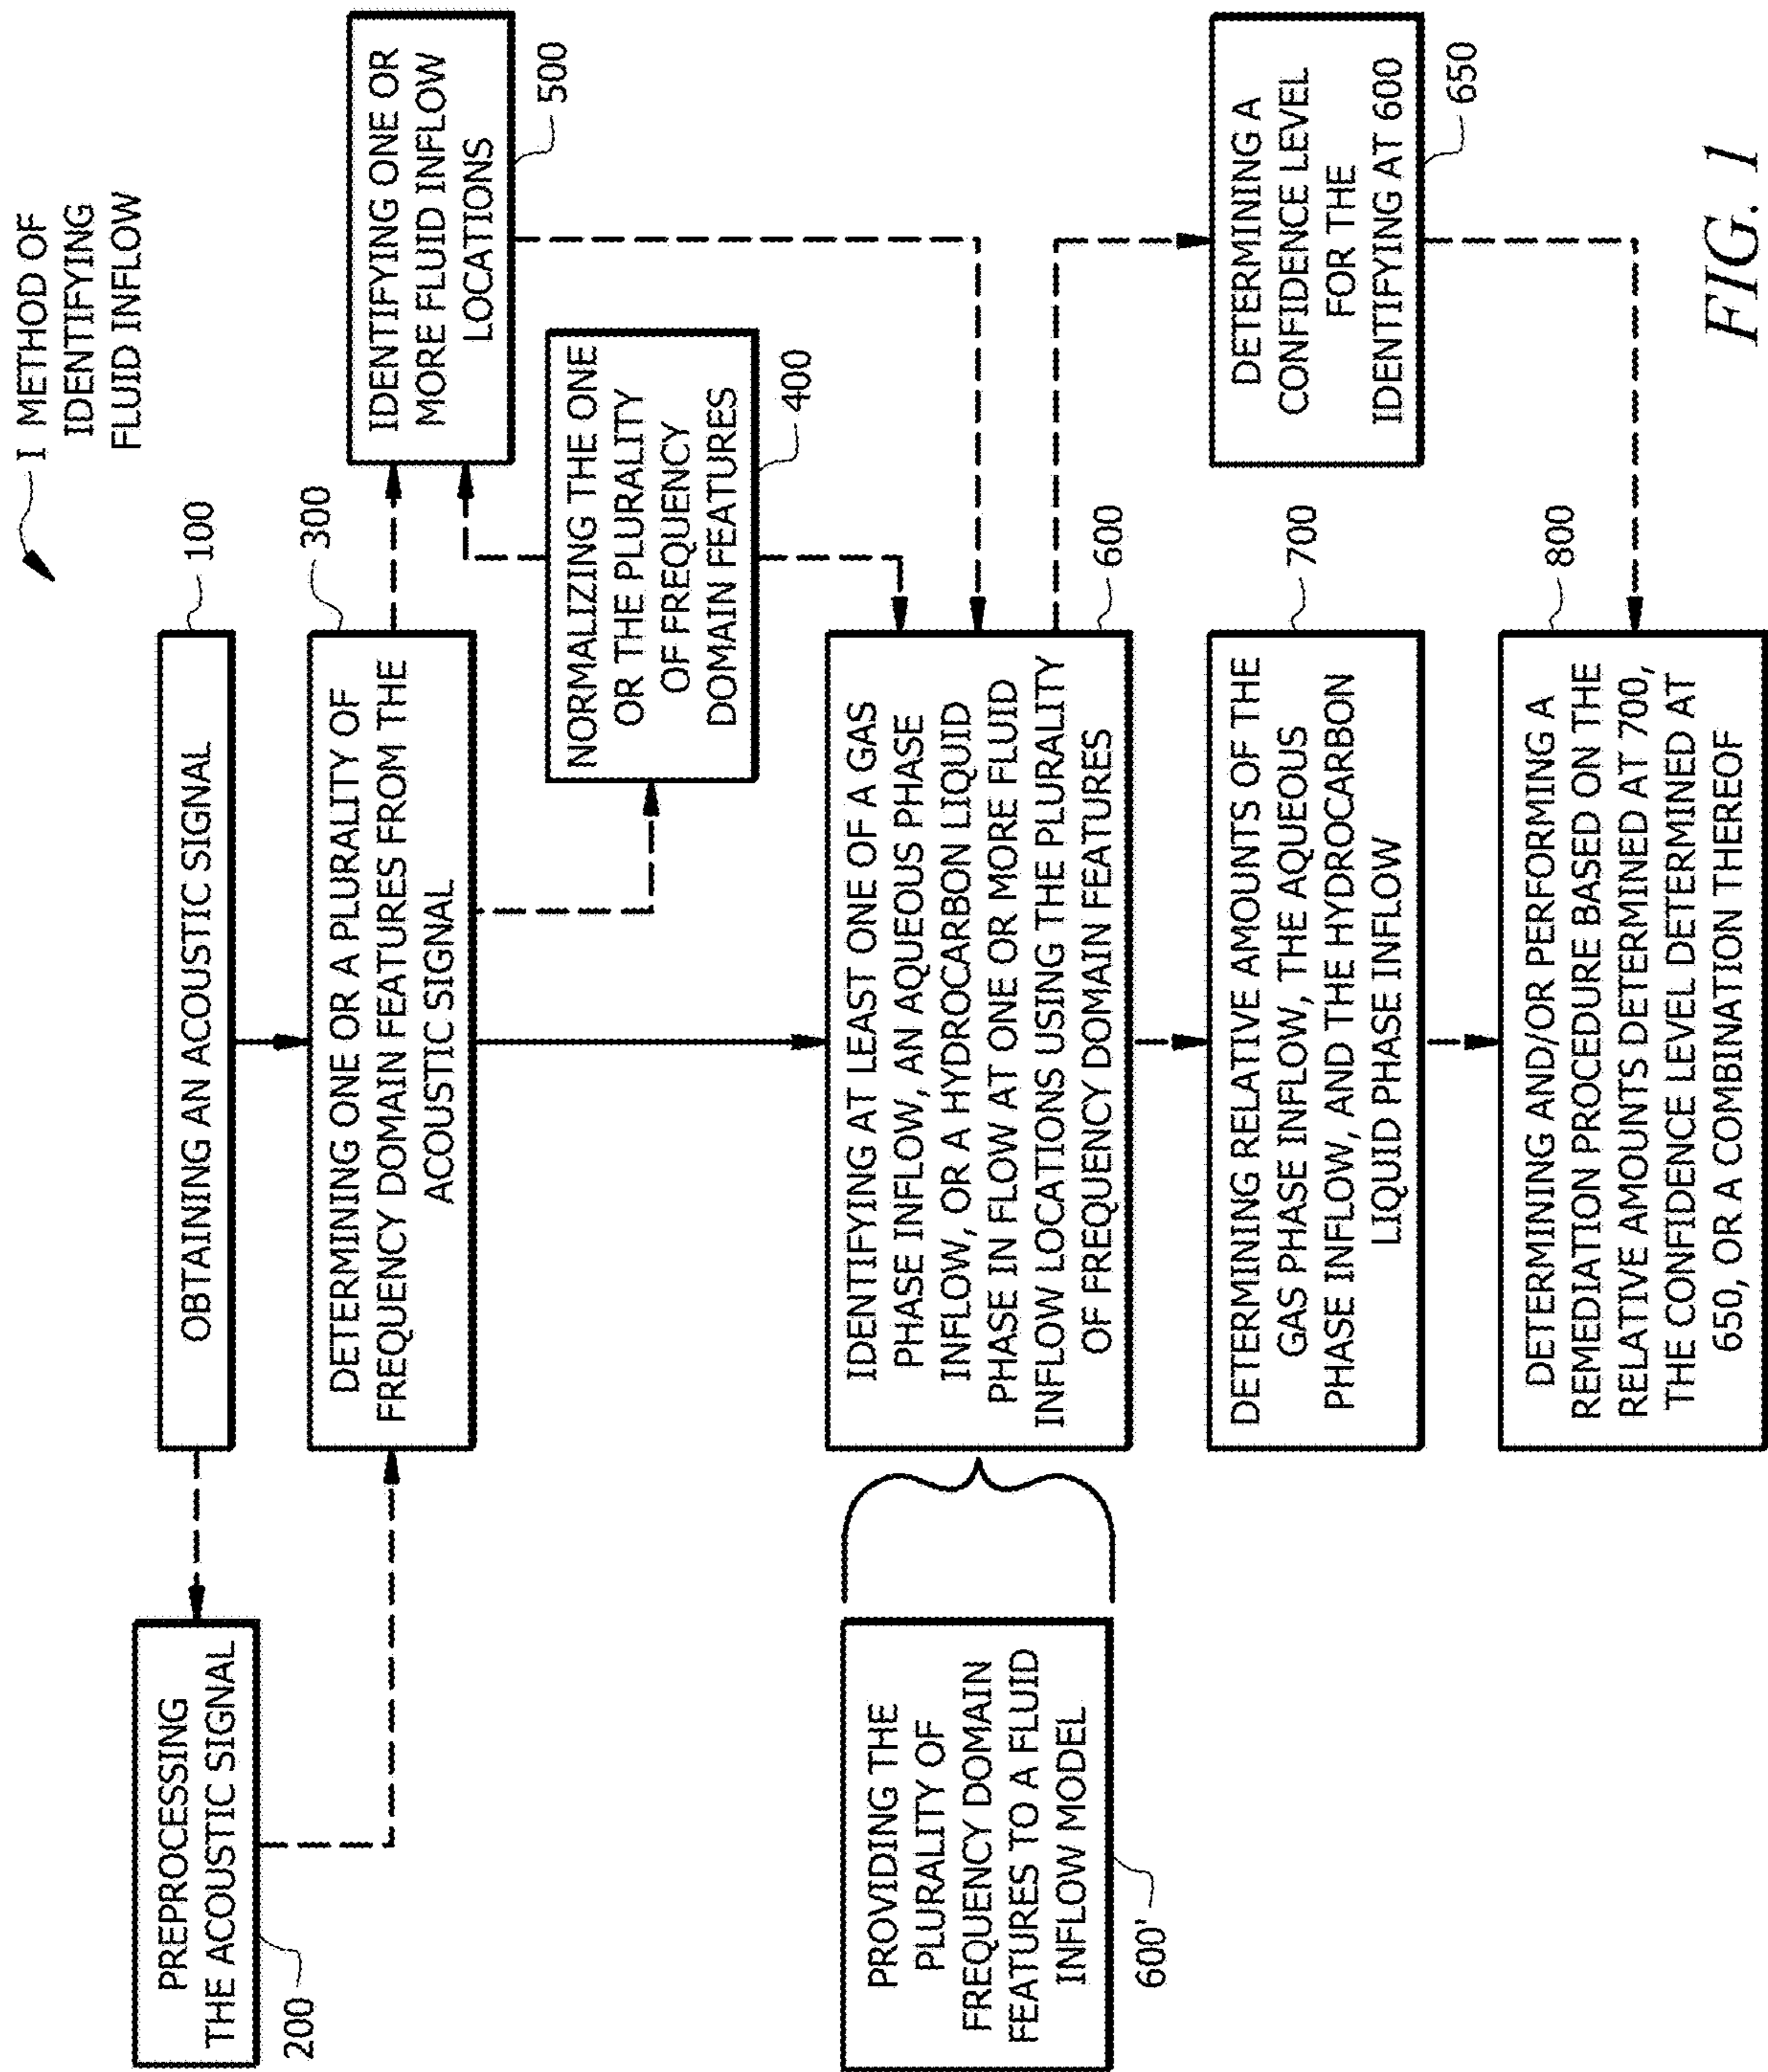 I METHOD OF
IDENTIFYING
FLUID INFLOW
OBTAINING AN ACOUSTIC SIGNAL
100
PREPROCESSING
THE ACOUSTIC SIGNAL
200
DETERMINING ONE OR A PLURALITY OF
FREQUENCY DOMAIN FEATURES FROM THE
ACOUSTIC SIGNAL
300
IDENTIFYING ONE OR
MORE FLUID INFLOW
LOCATIONS
500
NORMALIZING THE ONE
OR THE PLURALITY
OF FREQUENCY
DOMAIN FEATURES
400
PROVIDING THE
PLURALITY OF
FREQUENCY DOMAIN
FEATURES TO A FLUID
INFLOW MODEL
600'
IDENTIFYING AT LEAST ONE OF A GAS
PHASE INFLOW, AN AQUEOUS PHASE
INFLOW, OR A HYDROCARBON LIQUID
PHASE IN FLOW AT ONE OR MORE FLUID
INFLOW LOCATIONS USING THE PLURALITY
OF FREQUENCY DOMAIN FEATURES
600
DETERMINING RELATIVE AMOUNTS OF THE
GAS PHASE INFLOW, THE AQUEOUS
PHASE INFLOW, AND THE HYDROCARBON
LIQUID PHASE INFLOW
700
DETERMINING A
CONFIDENCE LEVEL
FOR THE
IDENTIFYING AT 600
650
DETERMINING AND/OR PERFORMING A
REMEDIATION PROCEDURE BASED ON THE
RELATIVE AMOUNTS DETERMINED AT 700,
THE CONFIDENCE LEVEL DETERMINED AT
650, OR A COMBINATION THEREOF
800
FIG. 1